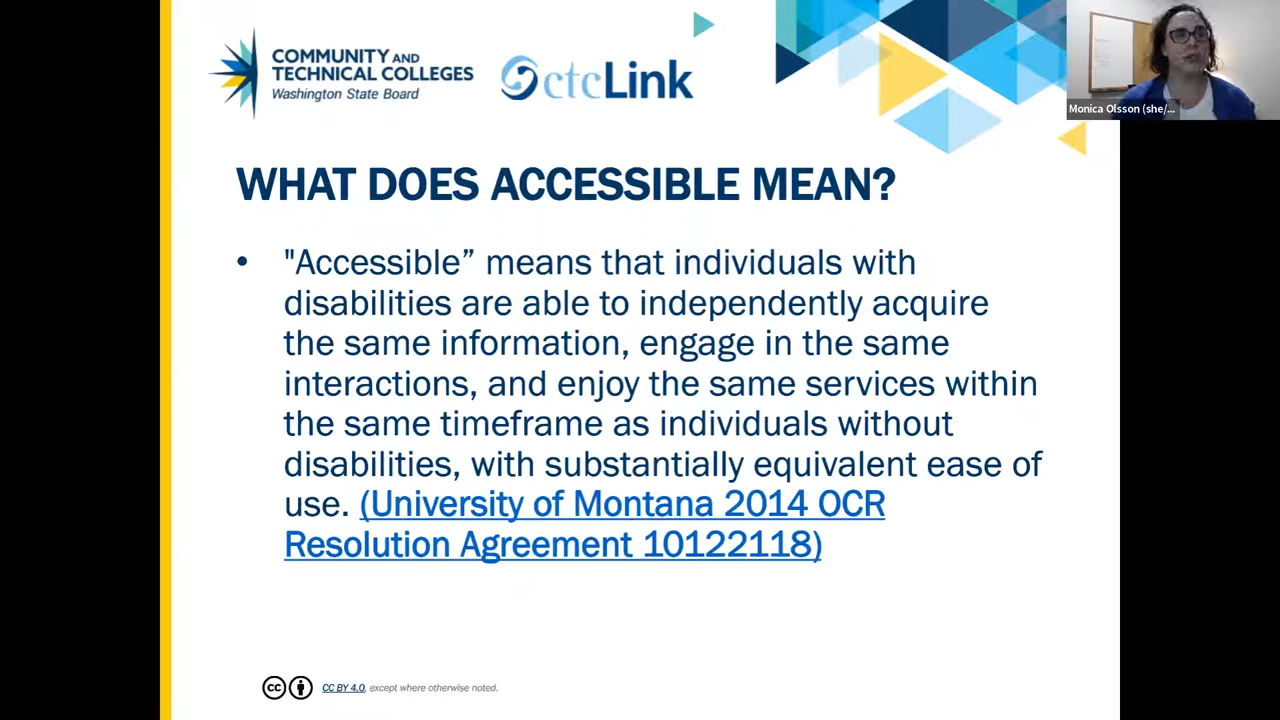 COMMUNITY AND
TECHNICAL COLLEGES
Washington State Board
ctcLink
Monica Olsson (she/...
WHAT DOES ACCESSIBLE MEAN?
• "Accessible” means that individuals with
disabilities are able to independently acquire
the same information, engage in the same
interactions, and enjoy the same services within
the same timeframe as individuals without
disabilities, with substantially equivalent ease of
use. (University of Montana 2014 OCR
Resolution Agreement 10122118)
cc CC BY 4.0, except where otherwise noted.